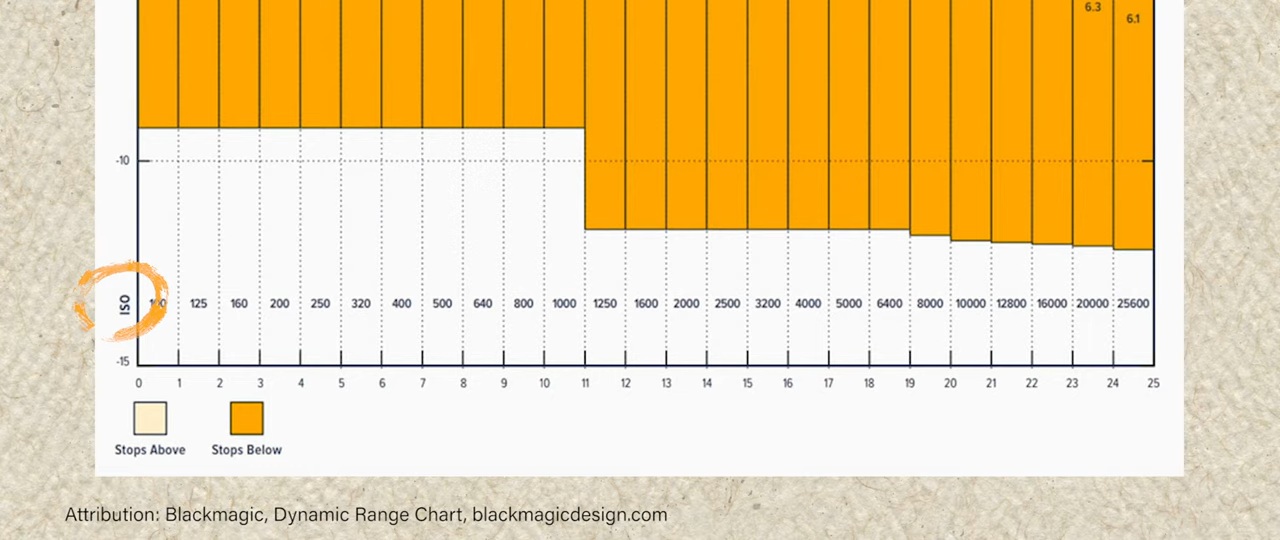 6.3
6.1
-10
ISO 100 125 160 200 250 320 400 500 640 800 1000 1250 1600 2000 2500 3200 4000 5000 6400 8000 10000 12800 16000 20000 25600
-15
0 1 2 3 4 5 6 7 8 9 10 11 12 13 14 15 16 17 18 19 20 21 22 23 24 25
Stops Above Stops Below
Attribution: Blackmagic, Dynamic Range Chart, blackmagicdesign.com